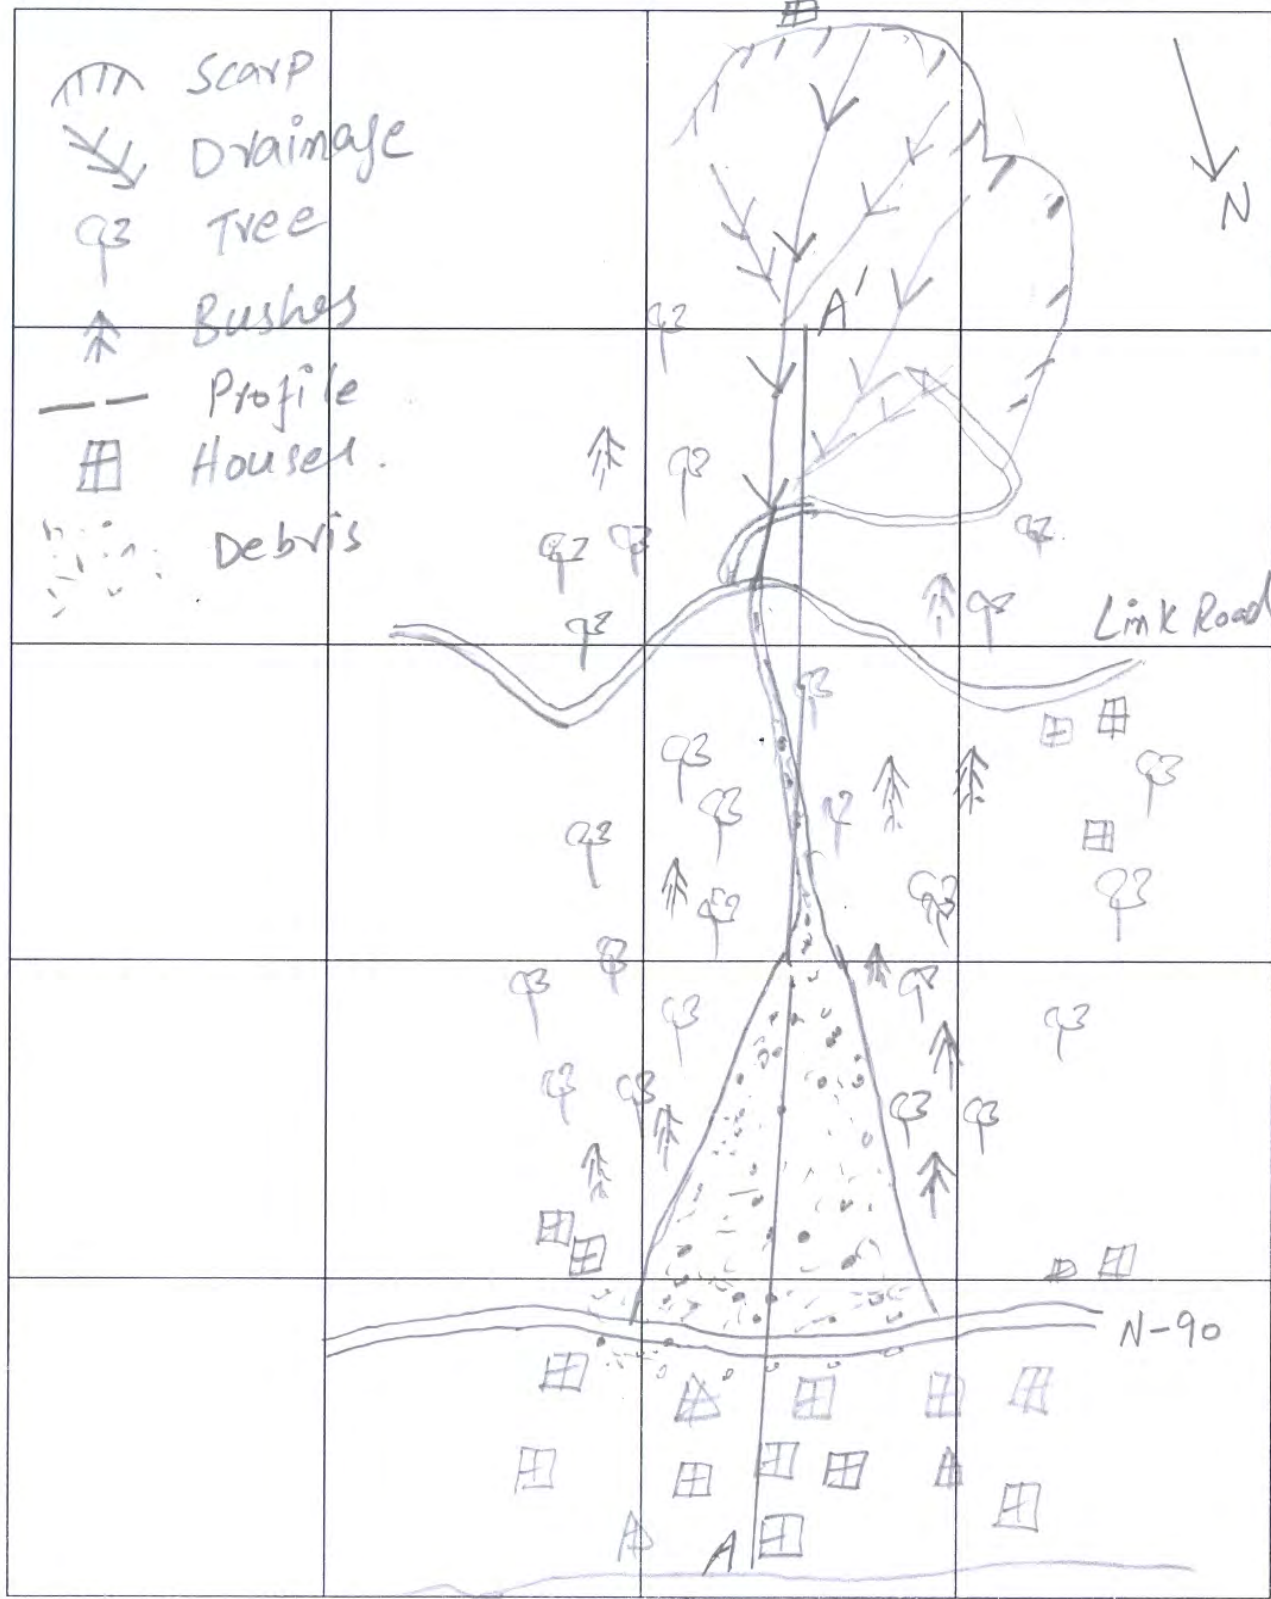 Scarp
Drainage
Tree
Bushes
Profile
Houses.
Debris
N
A'
Link Road
N-90
A